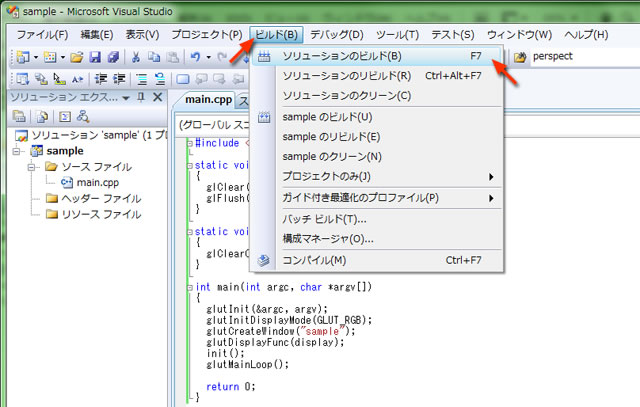 sample - Microsoft Visual Studio
ファイル(F) 編集(E) 表示(V) プロジェクト(P) ビルド(B) デバッグ(D) ツール(T) テスト(S) ウィンドウ(W) ヘルプ(H)
perspect
ソリューション エクス...
main.cpp
ソリューションのビルド(B) F7
ソリューションのリビルド(R) Ctrl+Alt+F7
ソリューションのクリーン(C)
sample のビルド(U)
sample のリビルド(E)
sample のクリーン(N)
プロジェクトのみ(J)
ガイド付き最適化のプロファイル(P)
バッチ ビルド(T)...
構成マネージャ(O)...
コンパイル(M) Ctrl+F7
ソリューション 'sample' (1 プ
sample
ソース ファイル
main.cpp
ヘッダー ファイル
リソース ファイル
(グローバル スコ
#include <
static voi
{
glClear(
glFlush(
}
static voi
{
glClearC
}
int main(int argc, char *argv[])
{
glutInit(&argc, argv);
glutInitDisplayMode(GLUT_RGB);
glutCreateWindow("sample");
glutDisplayFunc(display);
init();
glutMainLoop();
return 0;
}